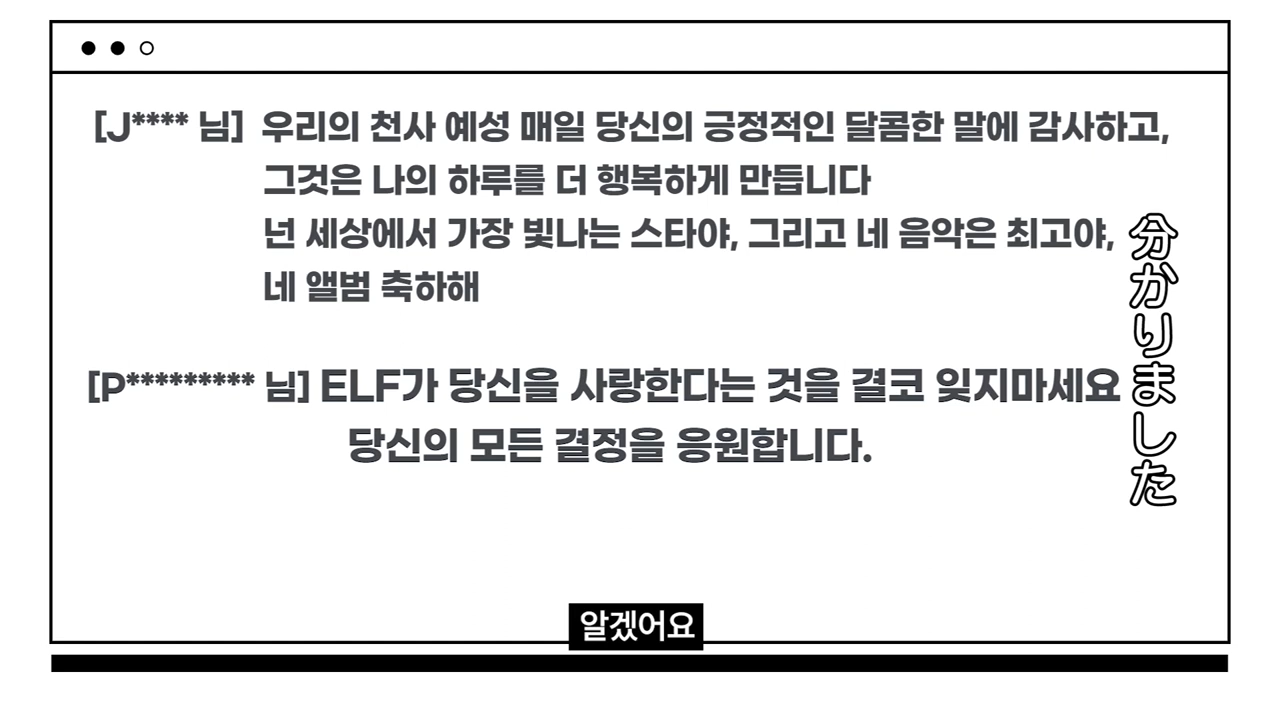 [J**** 님] 우리의 천사 예성 매일 당신의 긍정적인 달콤한 말에 감사하고,
그것은 나의 하루를 더 행복하게 만듭니다
넌 세상에서 가장 빛나는 스타야, 그리고 네 음악은 최고야,
네 앨범 축하해
[P********* 님] ELF가 당신을 사랑한다는 것을 결코 잊지마세요
당신의 모든 결정을 응원합니다.
分かりました
알겠어요